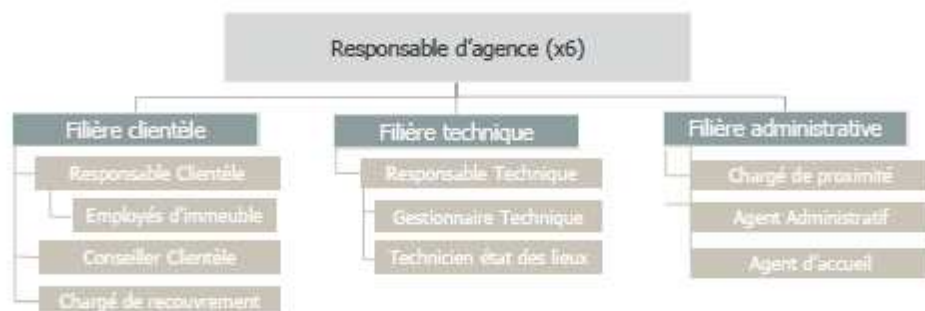 Responsable d'agence (x6)
Filière clientèle
Responsable Clientèle
Employés d'immeuble
Conseiller Clientèle
Chargé de recouvrement
Filière technique
Responsable Technique
Gestionnaire Technique
Technicien état des lieux
Filière administrative
Chargé de proximité
Agent Administratif
Agent d'accueil